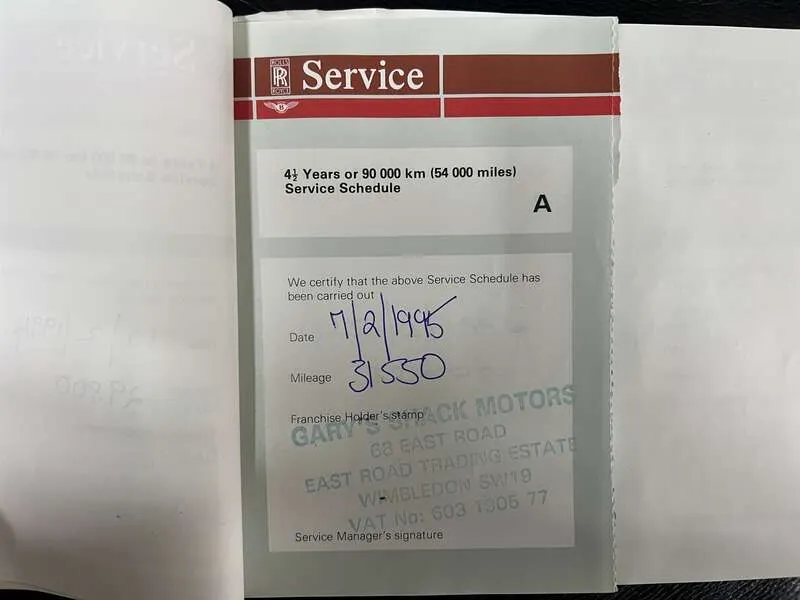 ROLLS
RR
ROYCE
Service
B
4½ Years or 90 000 km (54 000 miles)
Service Schedule
A
We certify that the above Service Schedule has
been carried out
Date 7/2/1995
Mileage 31550
Franchise Holder's stamp
GARY'S SHACK MOTORS
68 EAST ROAD
EAST ROAD TRADING ESTATE
WIMBLEDON SW19
VAT No: 603 1905 77
Service Manager's signature